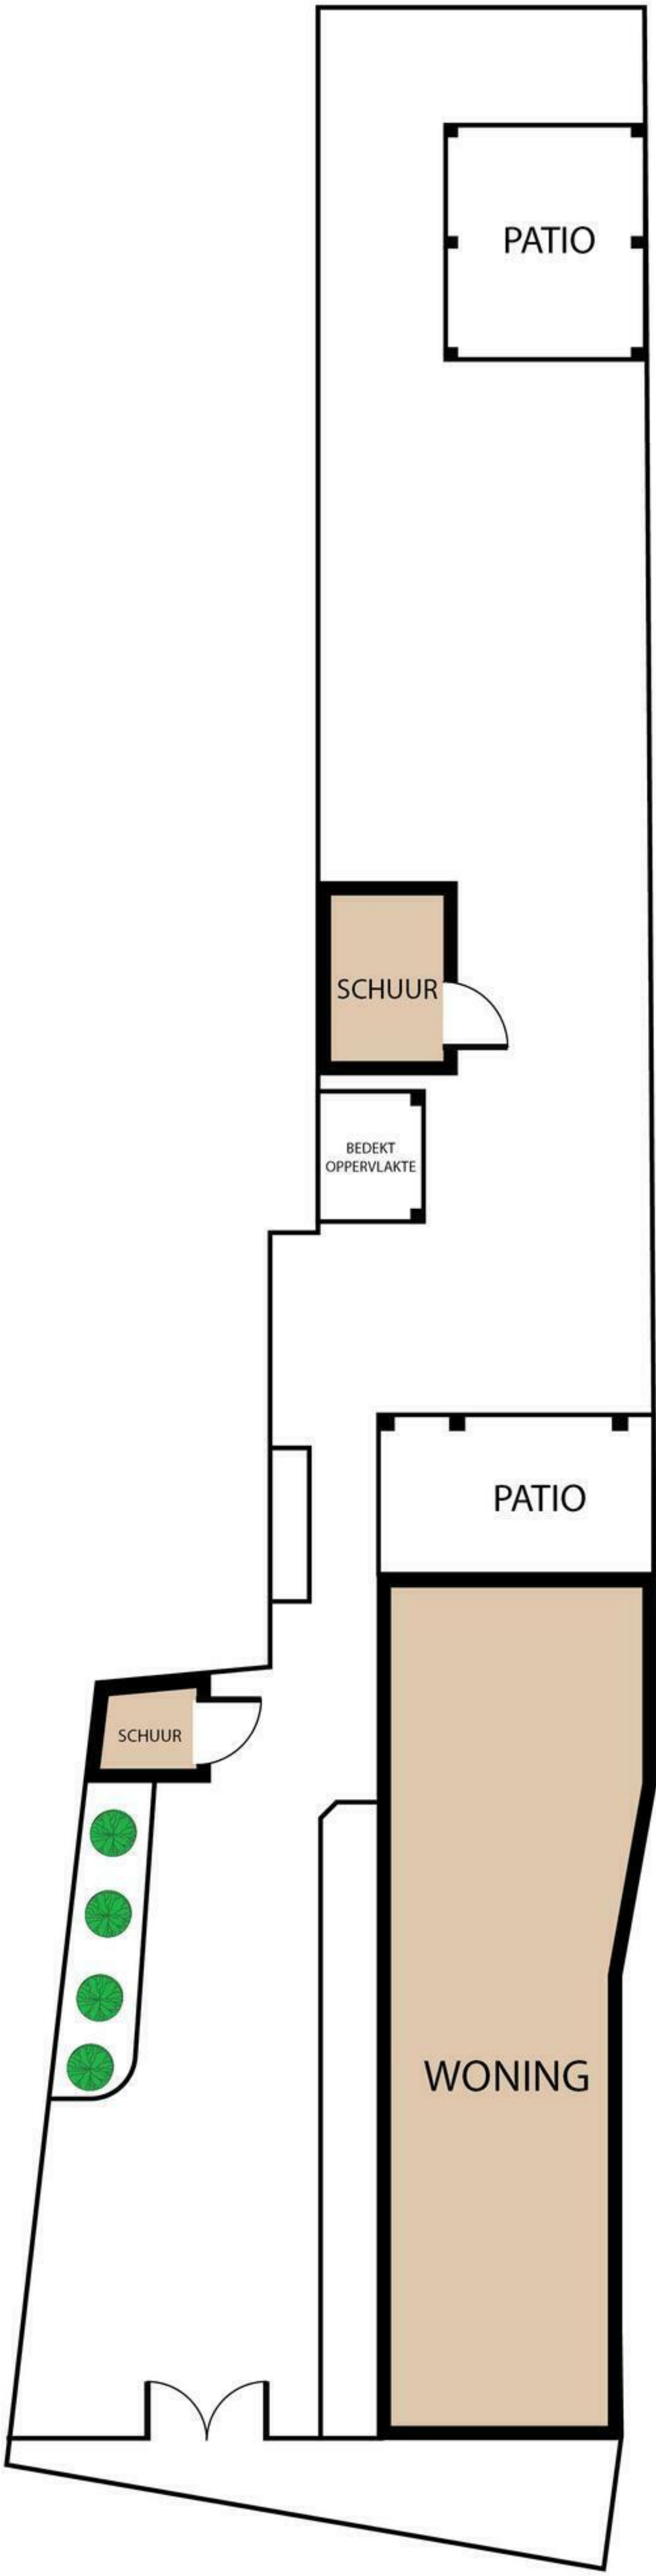 PATIO
SCHUUR
BEDEKT
OPPERVLAKTE
PATIO
SCHUUR
WONING